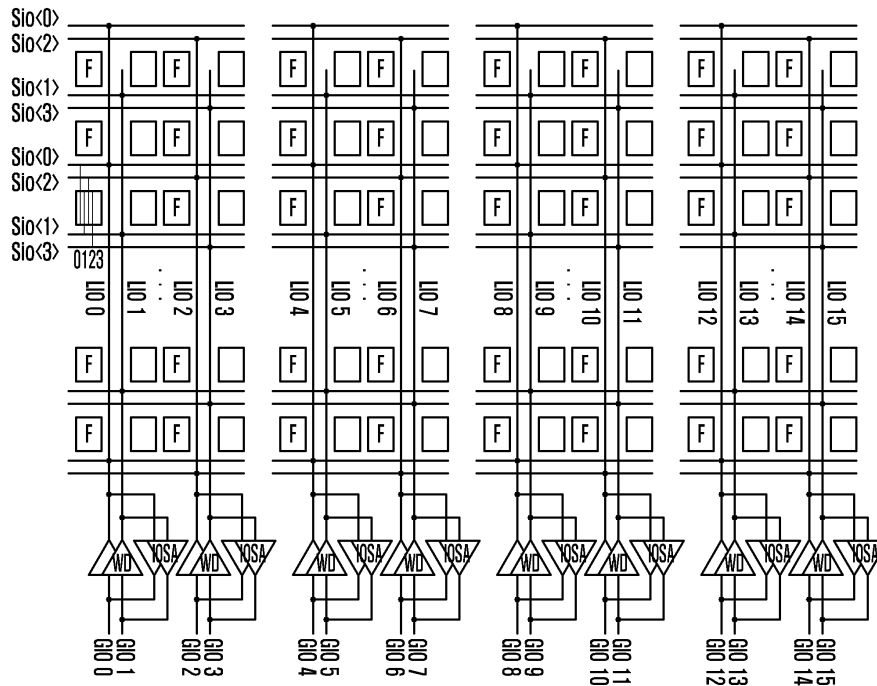 Sio<0>
Sio<2>
F F F F F F F F
Sio<1>
Sio<3>
F F F F F F F F
Sio<0>
Sio<2>
F F F F F F F
Sio<1>
Sio<3>
0123
LIO 0 LIO 1 LIO 2 LIO 3 LIO 4 LIO 5 LIO 6 LIO 7 LIO 8 LIO 9 LIO 10 LIO 11 LIO 12 LIO 13 LIO 14 LIO 15
F F F F F F F F
F F F F F F F F
WD IOSA WD IOSA WD IOSA WD IOSA WD IOSA WD IOSA WD IOSA WD IOSA
GIO 0 GIO 1 GIO 2 GIO 3 GIO 4 GIO 5 GIO 6 GIO 7 GIO 8 GIO 9 GIO 10 GIO 11 GIO 12 GIO 13 GIO 14 GIO 15